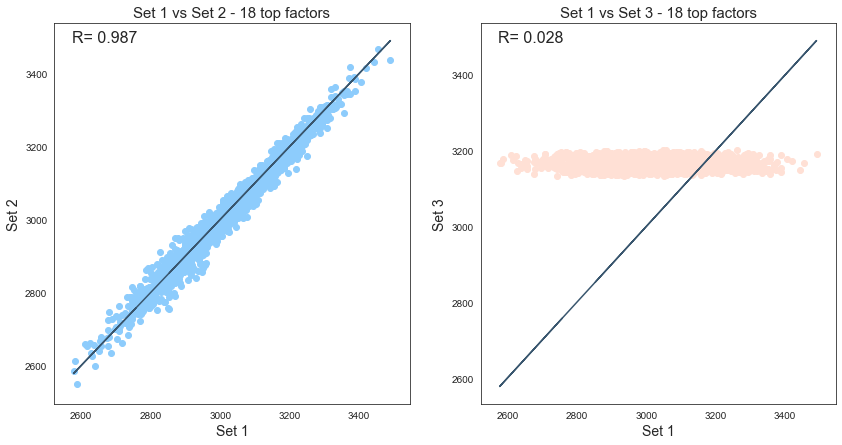 Set 1 vs Set 2 - 18 top factors
R= 0.987
3400
3200
3000
2800
2600
Set 2
2600 2800 3000 3200 3400
Set 1
Set 1 vs Set 3 - 18 top factors
R= 0.028
3400
3200
3000
2800
2600
Set 3
2600 2800 3000 3200 3400
Set 1